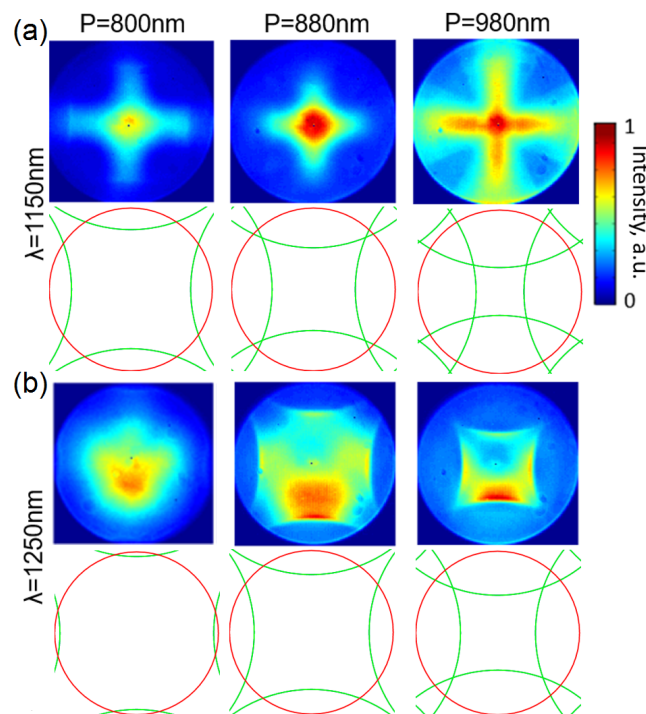 (a) P=800nm P=880nm P=980nm
λ=1150nm
1
Intensity, a.u.
0
(b)
λ=1250nm